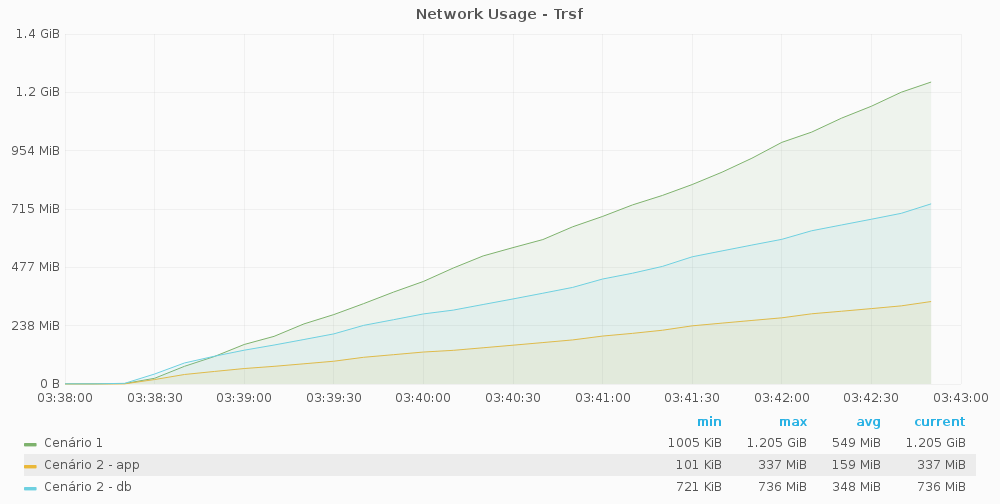 Network Usage - Trsf
1.4 GiB
1.2 GiB
954 MiB
715 MiB
477 MiB
238 MiB
0 B
03:38:00 03:38:30 03:39:00 03:39:30 03:40:00 03:40:30 03:41:00 03:41:30 03:42:00 03:42:30 03:43:00
min max avg current
Cenário 1 1005 KiB 1.205 GiB 549 MiB 1.205 GiB
Cenário 2 - app 101 KiB 337 MiB 159 MiB 337 MiB
Cenário 2 - db 721 KiB 736 MiB 348 MiB 736 MiB